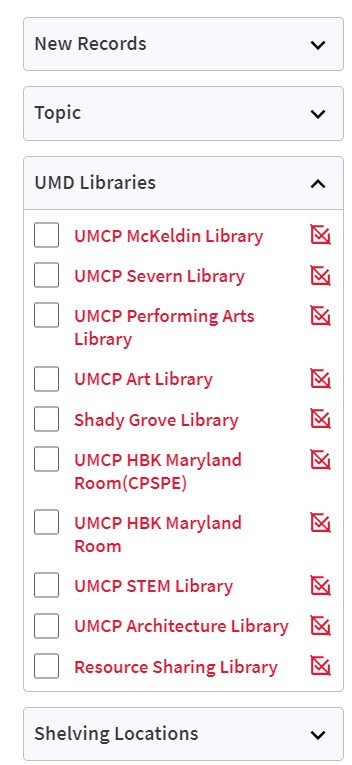 New Records
Topic
UMD Libraries
UMCP McKeldin Library
UMCP Severn Library
UMCP Performing Arts
Library
UMCP Art Library
Shady Grove Library
UMCP HBK Maryland
Room(CPSPE)
UMCP HBK Maryland
Room
UMCP STEM Library
UMCP Architecture Library
Resource Sharing Library
Shelving Locations